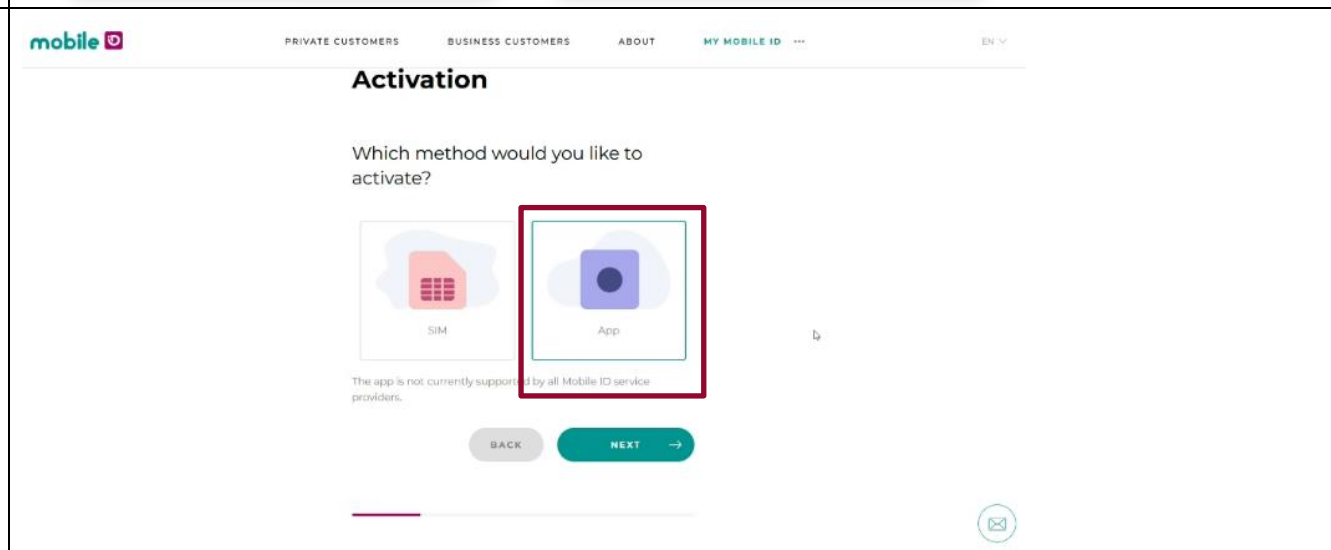 mobile ID
PRIVATE CUSTOMERS BUSINESS CUSTOMERS ABOUT MY MOBILE ID ... EN
Activation
Which method would you like to
activate?
SIM App
The app is not currently supported by all Mobile ID service
providers.
BACK NEXT →